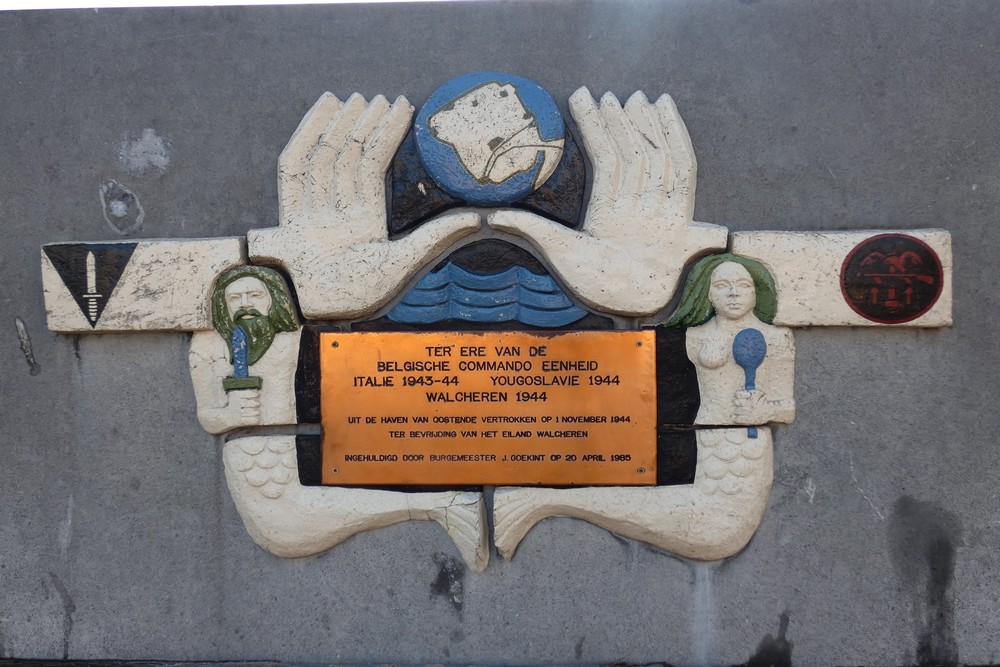 TER ERE VAN DE
BELGISCHE COMMANDO EENHEID
ITALIE 1943-44 YOUGOSLAVIE 1944
WALCHEREN 1944
UIT DE HAVEN VAN OOSTENDE VERTROKKEN OP 1 NOVEMBER 1944
TER BEVRIJDING VAN HET EILAND WALCHEREN
INGEHULDIGD DOOR BURGEMEESTER J. GOEKINT OP 20 APRIL 1985